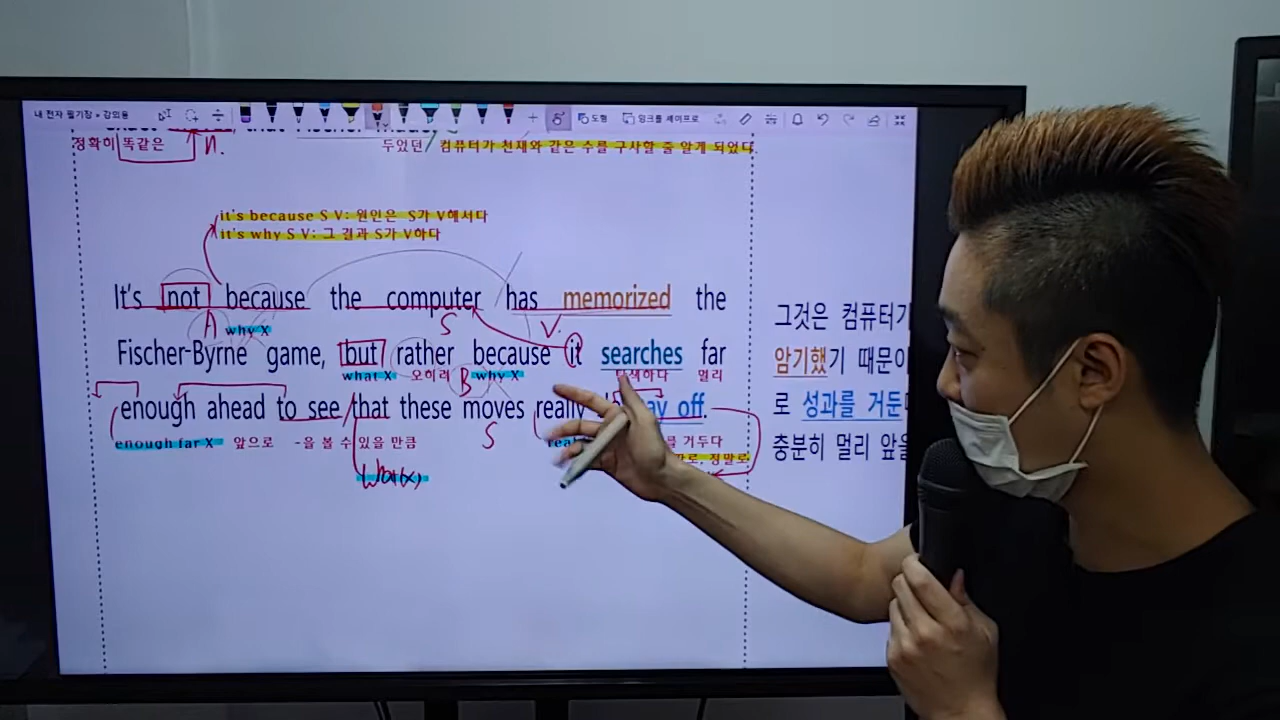 내 전자 필기장 • 강의용
도형
잉크를 셰이프로
정확히 똑같은 n. 두었던 컴퓨터가 천재와 같은 수를 구사할 줄 알게 되었다.
it's because S V: 원인은 S가 V해서다
it's why S V: 그 결과 S가 V하다
It's not because the computer has memorized the
A why X S V.
Fischer-Byrne game, but rather because it searches far
what X 오히려 B why X 탐색하다 멀리
enough ahead to see that these moves really off.
enough far X 앞으로 -을 볼 수 있을 만큼 S 를 거두다
정말로
what(x)
그것은 컴퓨터가
암기했기 때문이
로 성과를 거둔
충분히 멀리 앞을